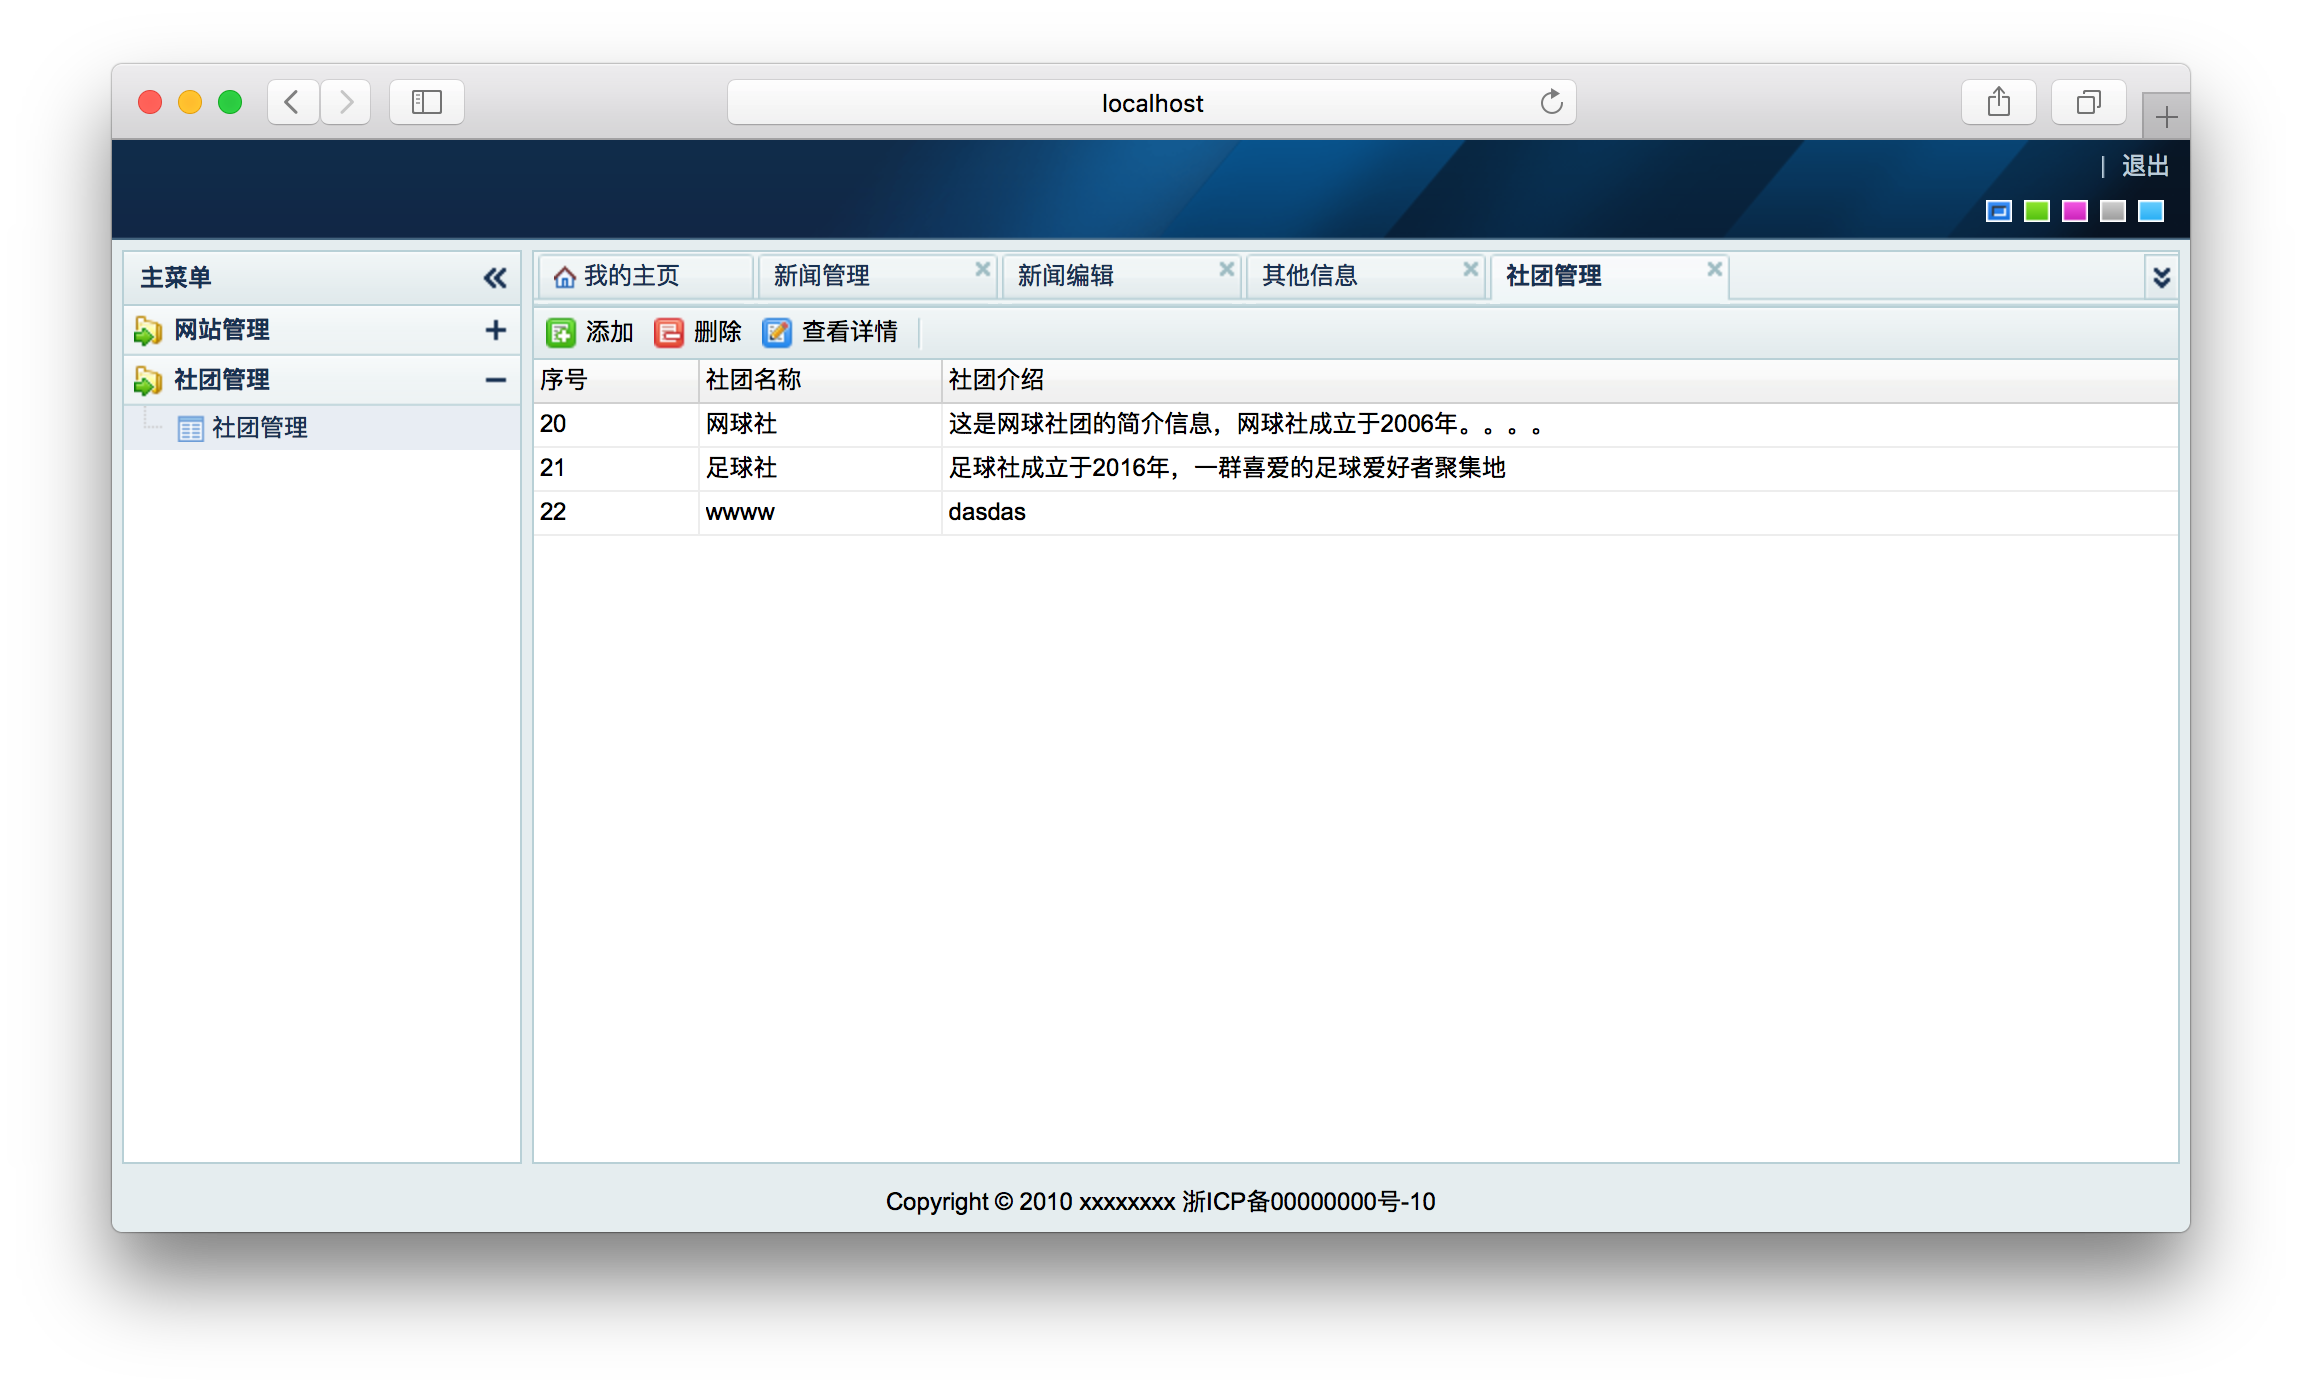 localhost
| 退出
主菜单
网站管理
社团管理
社团管理
我的主页 新闻管理 新闻编辑 其他信息 社团管理
添加 删除 查看详情
序号 社团名称 社团介绍
20 网球社 这是网球社团的简介信息，网球社成立于2006年。。。。
21 足球社 足球社成立于2016年，一群喜爱的足球爱好者聚集地
22 wwww dasdas
Copyright © 2010 xxxxxxxx 浙ICP备00000000号-10